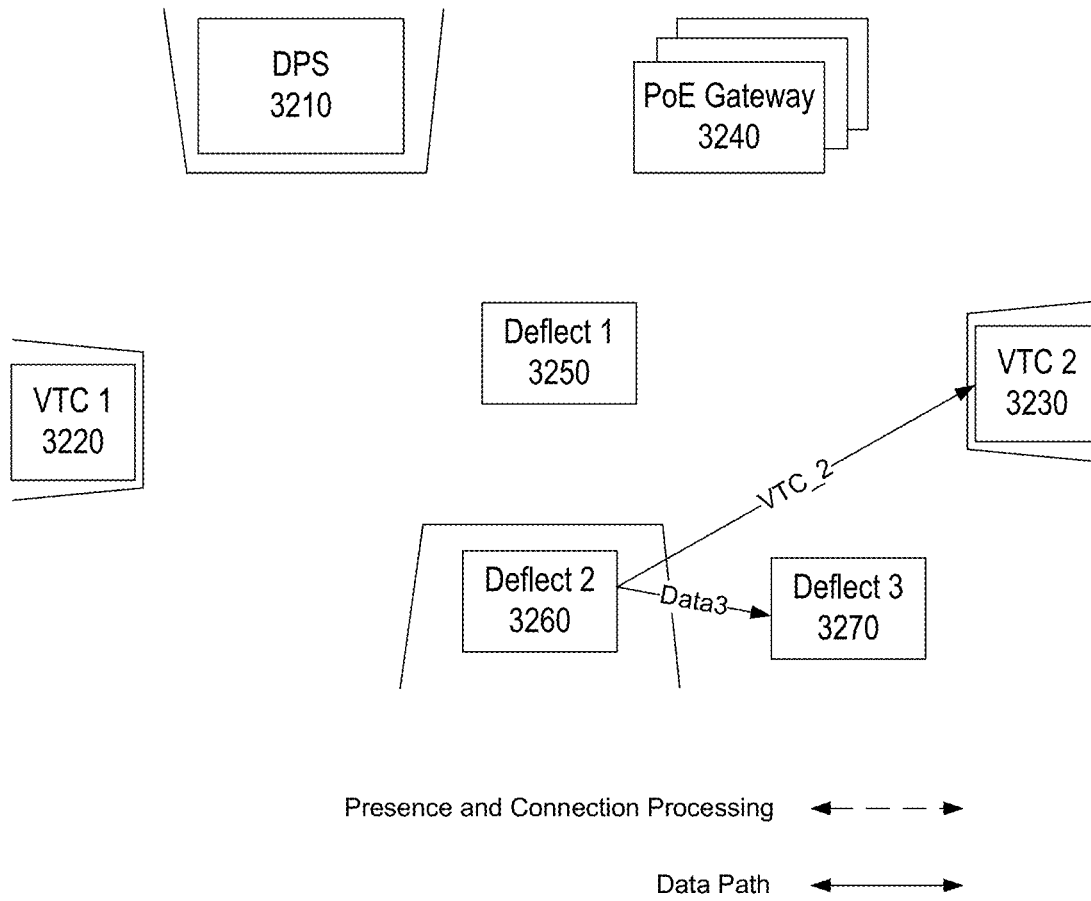 DPS
3210
PoE Gateway
3240
Deflect 1
3250
VTC 1
3220
VTC 2
3230
VTC_2
Deflect 2
3260
Data3
Deflect 3
3270
Presence and Connection Processing
Data Path